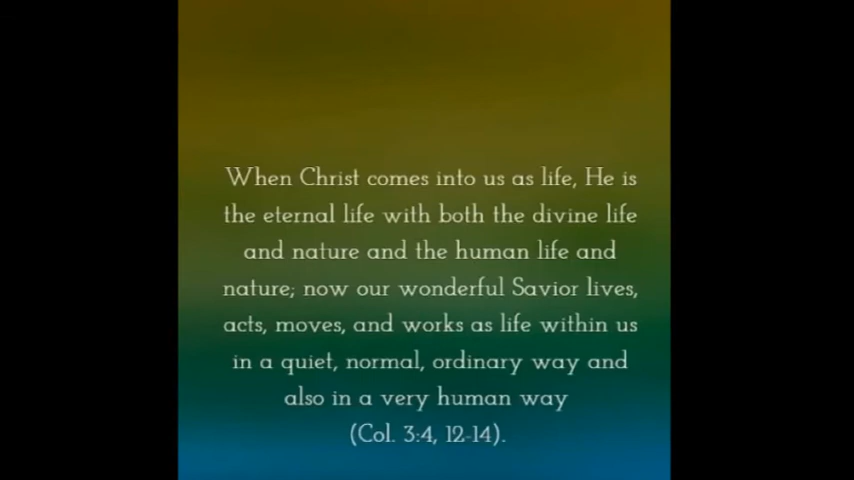 When Christ comes into us as life, He is
the eternal life with both the divine life
and nature and the human life and
nature; now our wonderful Savior lives,
acts, moves, and works as life within us
in a quiet, normal, ordinary way and
also in a very human way
(Col. 3:4, 12-14).